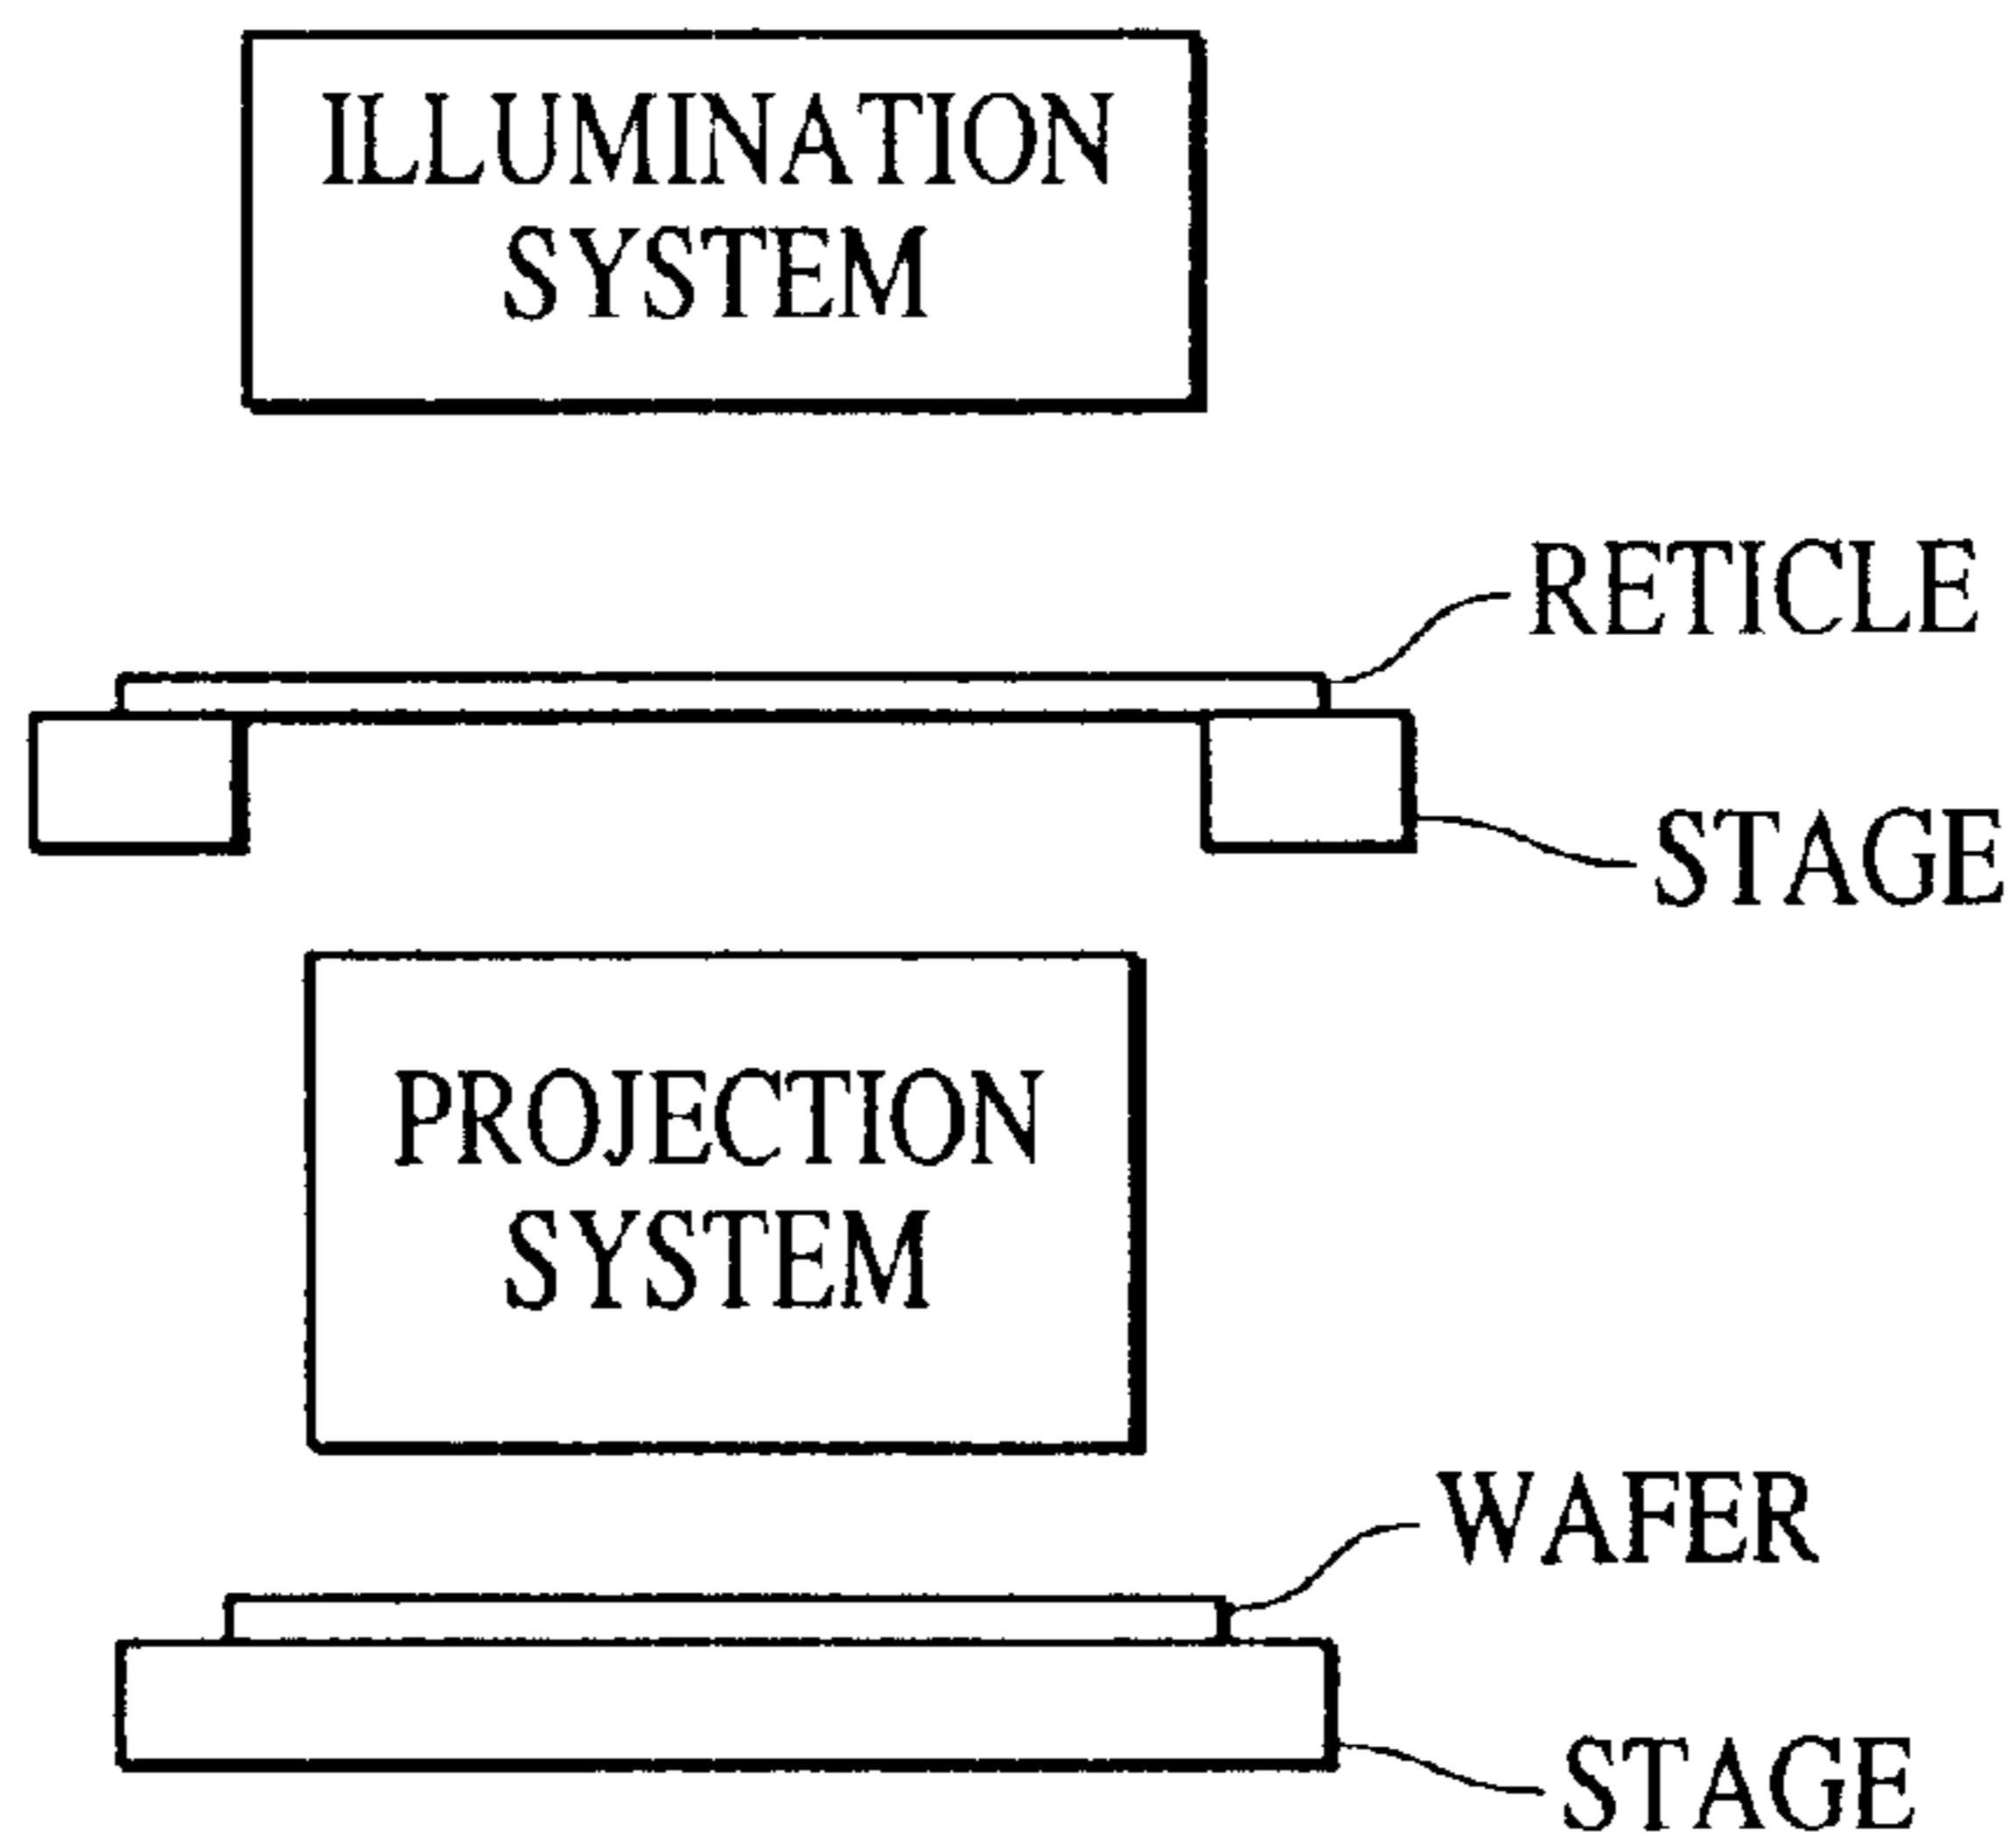 ILLUMINATION
SYSTEM
RETICLE
STAGE
PROJECTION
SYSTEM
WAFER
STAGE